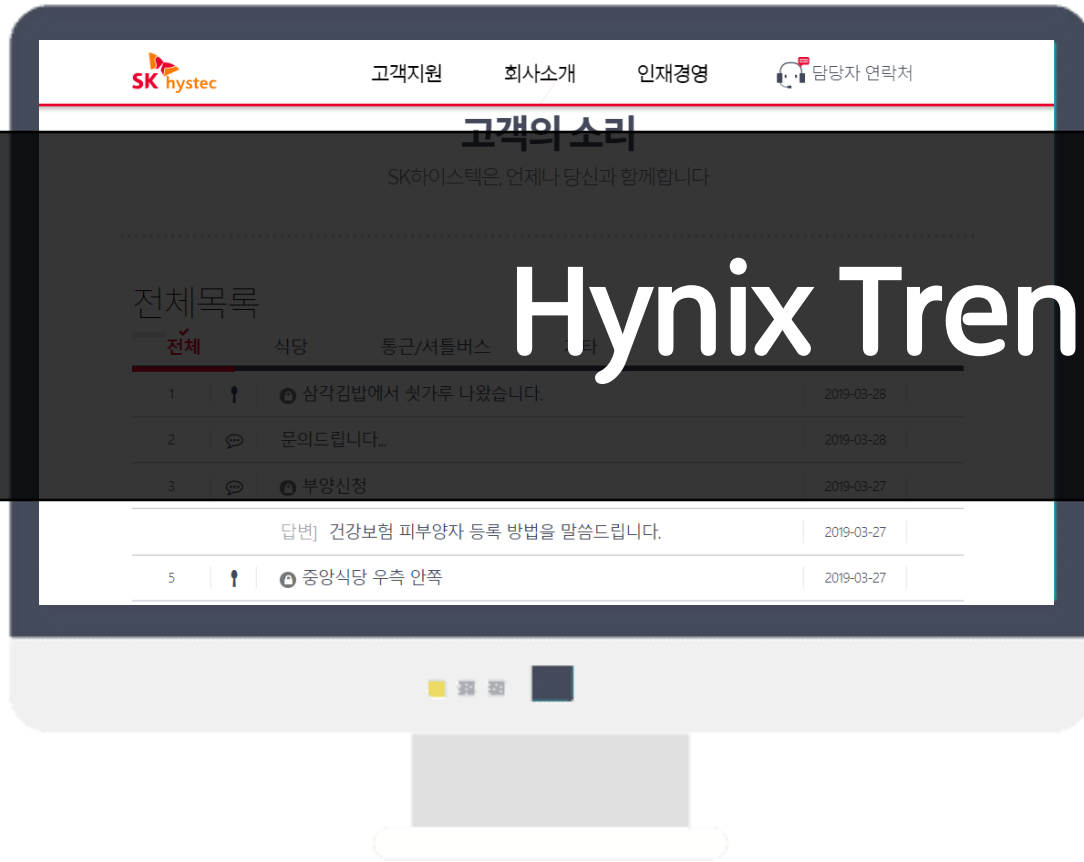 SK hystec
고객지원 회사소개 인재경영 담당자 연락처
고객의 소리
SK하이스텍은, 언제나 당신과 함께합니다
Hynix Tren
전체목록
전체 식당 통근/셔틀버스
1 삼각김밥에서 쇳가루 나왔습니다. 2019-03-28
2 문의드립니다... 2019-03-28
3 부양신청 2019-03-27
답변] 건강보험 피부양자 등록 방법을 말씀드립니다. 2019-03-27
5 중앙식당 우측 안쪽 2019-03-27